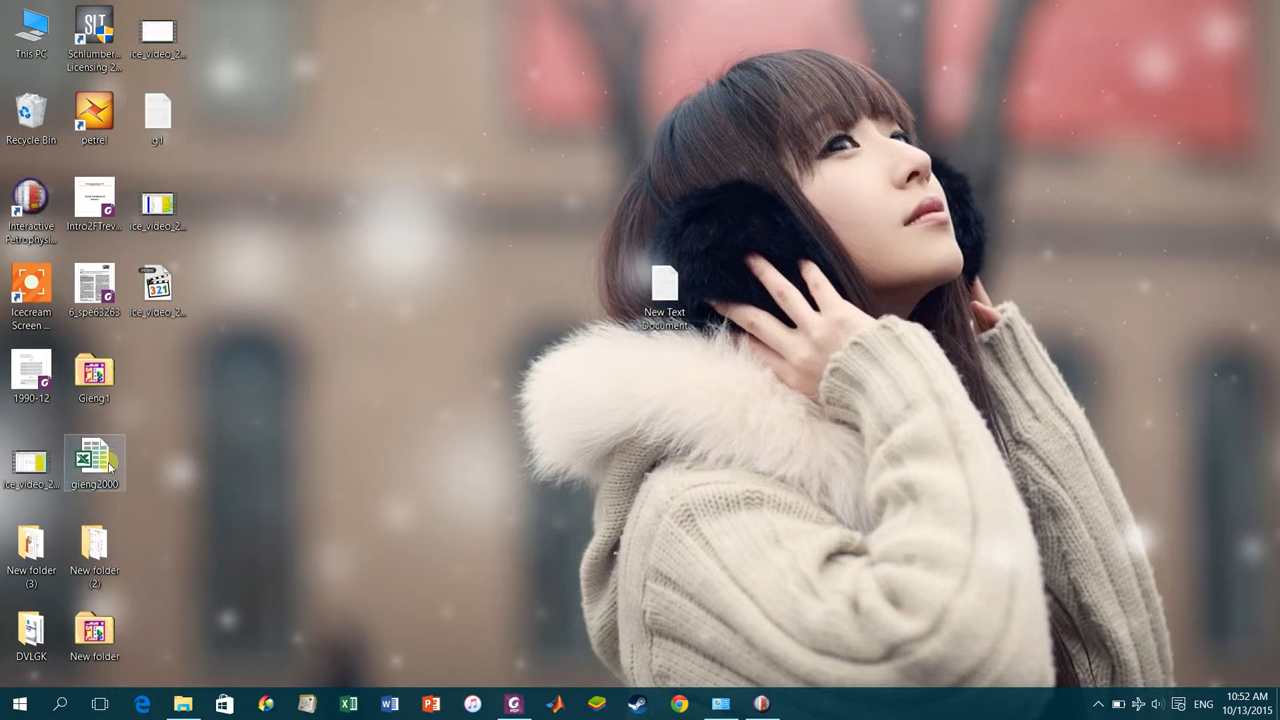 This PC
Schlumber...
Licensing 2...
ice_video_2...
Recycle Bin
petrel
g1
Interactive
Petrophysi...
Intro2FTrev...
ice_video_2...
Icecream
Screen ...
6_spe63263
ice_video_2...
New Text
Document
1990-12
Gieng1
ice_video_2...
gieng2000
New folder
(3)
New folder
(2)
DVLGK
New folder
ENG
10:52 AM
10/13/2015